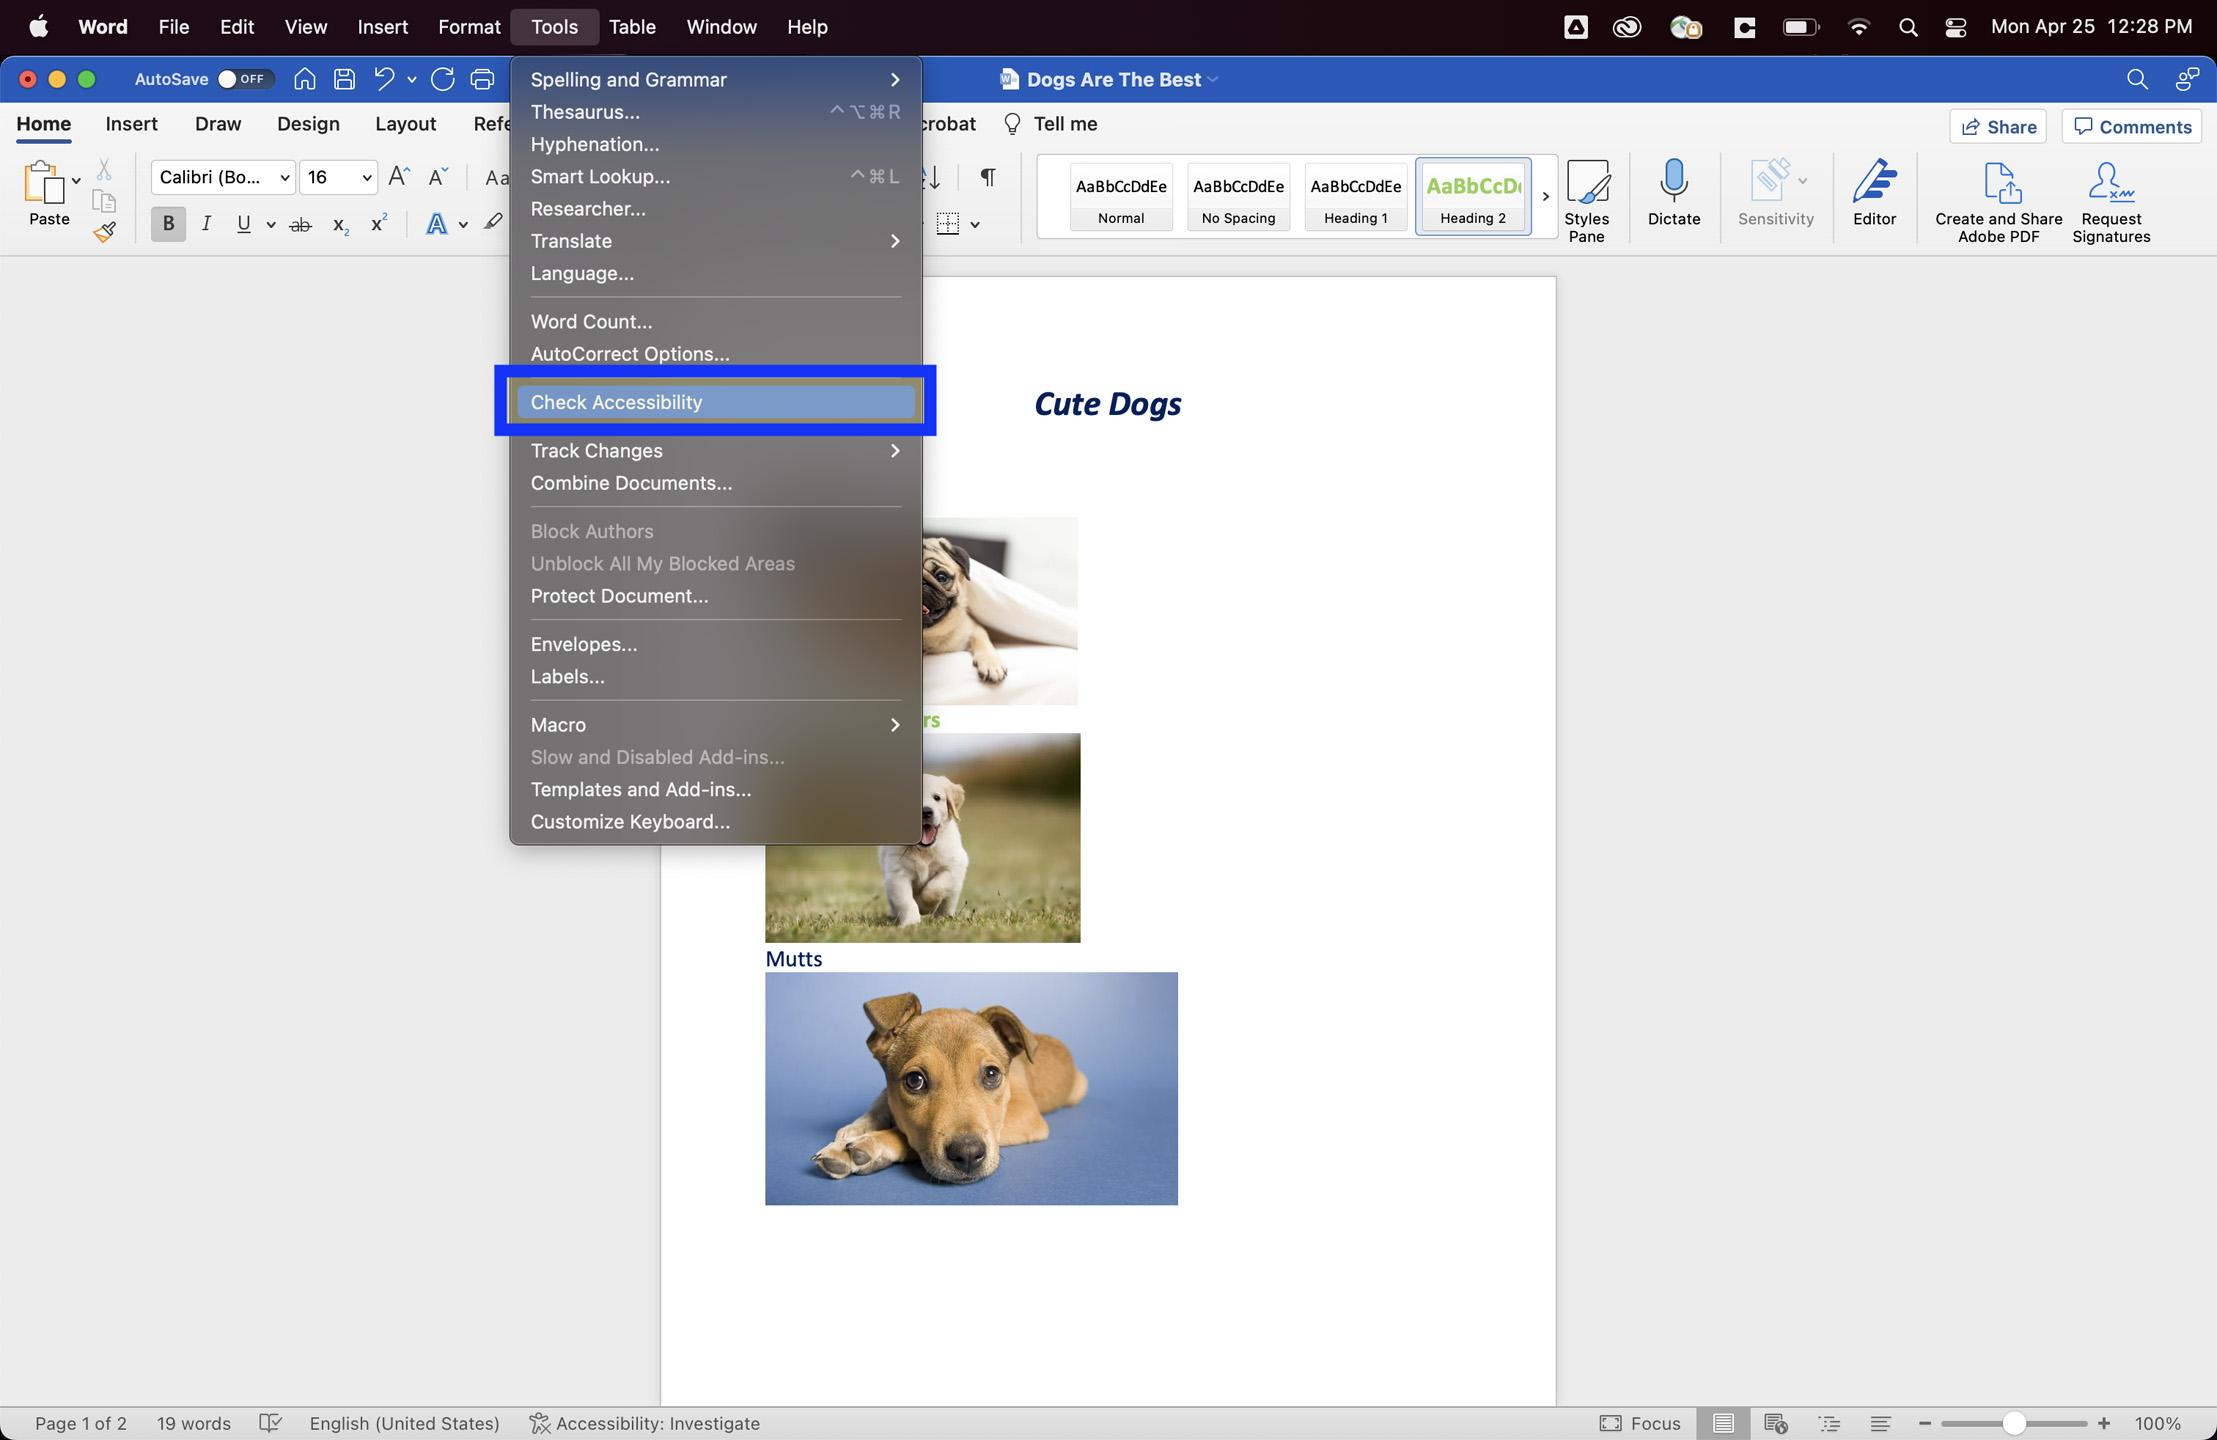 Word File Edit View Insert Format Tools Table Window Help Mon Apr 25 12:28 PM
AutoSave OFF Dogs Are The Best
Home Insert Draw Design Layout Refe crobat Tell me Share Comments
Paste
Calibri (Bo... 16 Aa
B I U ab x₂ x² A
AaBbCcDdEe AaBbCcDdEe AaBbCcDdEe AaBbCcDc
Normal No Spacing Heading 1 Heading 2
Styles Pane
Dictate
Sensitivity
Editor
Create and Share Adobe PDF
Request Signatures
Spelling and Grammar
Thesaurus... ⌃⌥⌘R
Hyphenation...
Smart Lookup... ⌃⌘L
Researcher...
Translate
Language...
Word Count...
AutoCorrect Options...
Check Accessibility
Track Changes
Combine Documents...
Block Authors
Unblock All My Blocked Areas
Protect Document...
Envelopes...
Labels...
Macro
Slow and Disabled Add-ins...
Templates and Add-ins...
Customize Keyboard...
Cute Dogs
rs
Mutts
Page 1 of 2 19 words English (United States) Accessibility: Investigate Focus 100%